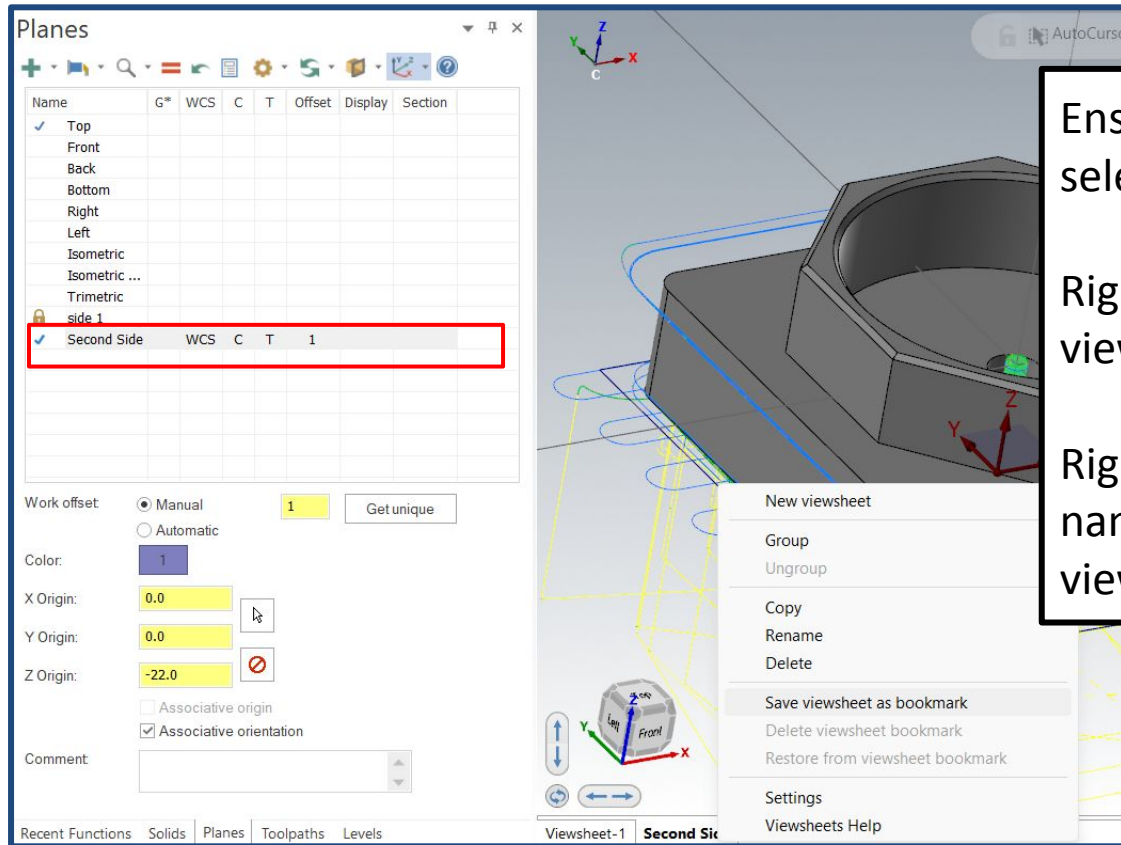 Planes
Name G* WCS C T Offset Display Section
Top
Front
Back
Bottom
Right
Left
Isometric
Isometric ...
Trimetric
side 1
Second Side WCS C T 1
Work offset: Manual 1 Get unique
Automatic
Color: 1
X Origin: 0.0
Y Origin: 0.0
Z Origin: -22.0
Associative origin
Associative orientation
Comment:
Recent Functions Solids Planes Toolpaths Levels
Z
Y X
C
AutoCurso
Z
Y
New viewsheet
Group
Ungroup
Copy
Rename
Delete
Save viewsheet as bookmark
Delete viewsheet bookmark
Restore from viewsheet bookmark
Settings
Viewsheets Help
Z
Y Left Front
X
Viewsheet-1 Second Sid
Ens
sele
Rig
view
Rig
nar
view